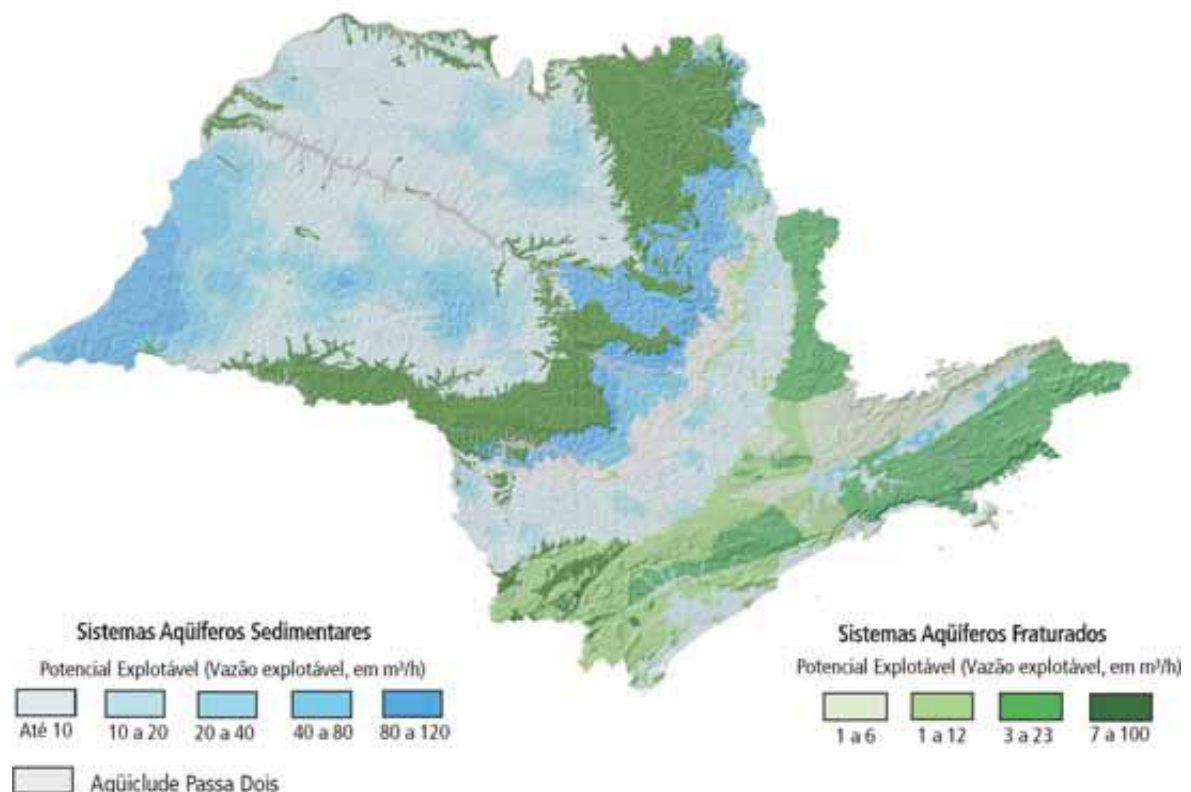 Sistemas Aqüíferos Sedimentares
Potencial Explotável (Vazão explotável, em m³/h)
Até 10
10 a 20
20 a 40
40 a 80
80 a 120
Aqüiclude Passa Dois
Sistemas Aqüíferos Fraturados
Potencial Explotável (Vazão explotável, em m³/h)
1 a 6
1 a 12
3 a 23
7 a 100